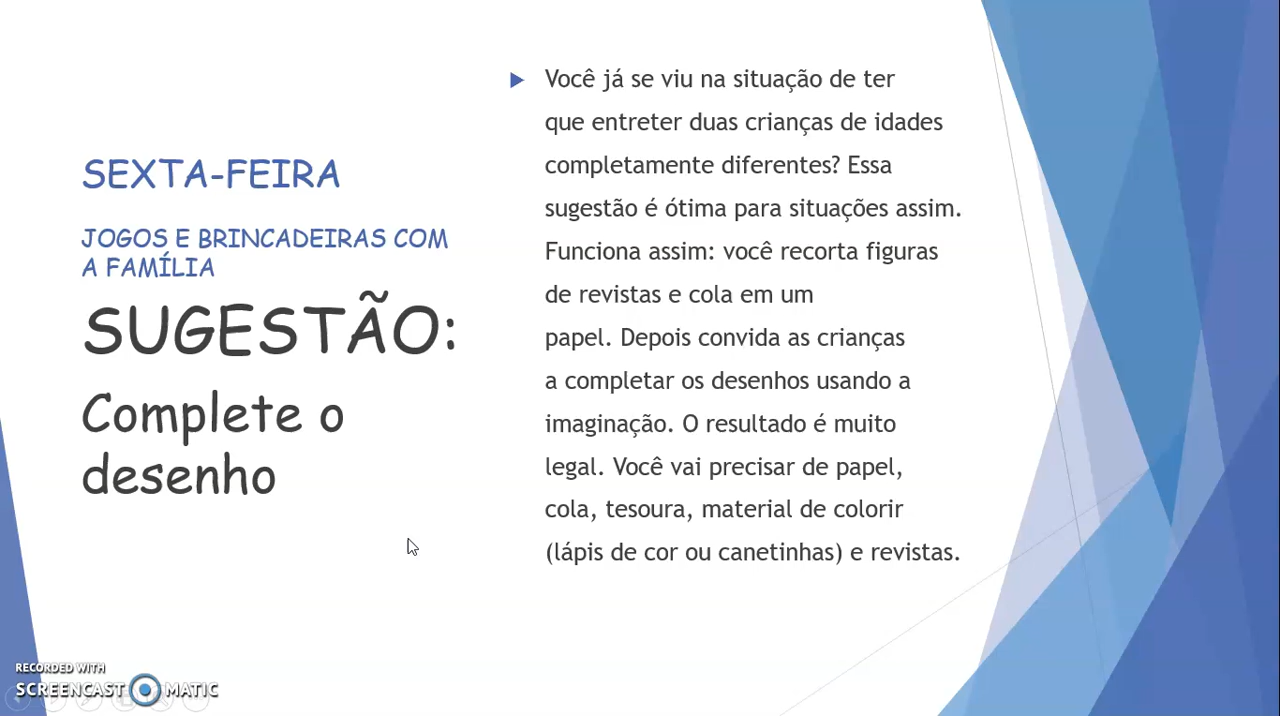 SEXTA-FEIRA
JOGOS E BRINCADEIRAS COM
A FAMÍLIA
SUGESTÃO:
Complete o
desenho
Você já se viu na situação de ter
que entreter duas crianças de idades
completamente diferentes? Essa
sugestão é ótima para situações assim.
Funciona assim: você recorta figuras
de revistas e cola em um
papel. Depois convida as crianças
a completar os desenhos usando a
imaginação. O resultado é muito
legal. Você vai precisar de papel,
cola, tesoura, material de colorir
(lápis de cor ou canetinhas) e revistas.
RECORDED WITH
SCREENCAST MATIC